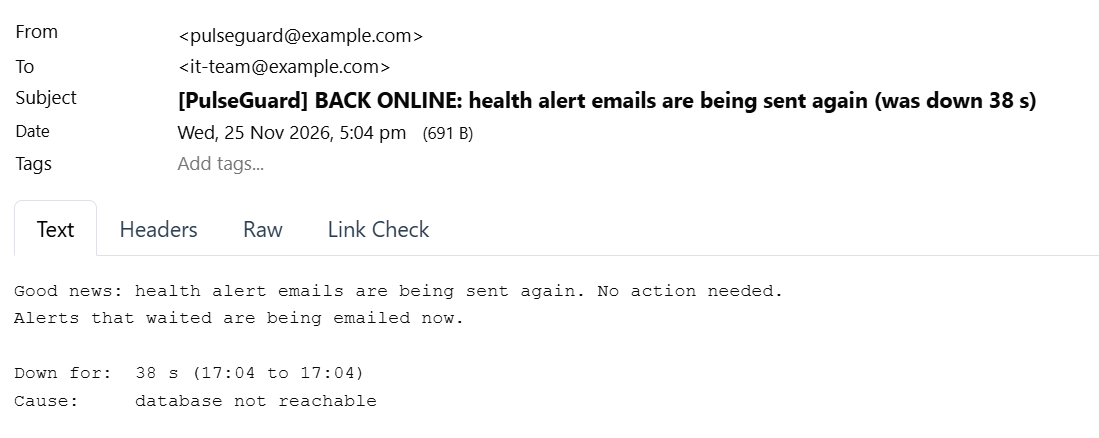 From <pulseguard@example.com>
To <it-team@example.com>
Subject [PulseGuard] BACK ONLINE: health alert emails are being sent again (was down 38 s)
Date Wed, 25 Nov 2026, 5:04 pm (691 B)
Tags Add tags...
Text Headers Raw Link Check
Good news: health alert emails are being sent again. No action needed.
Alerts that waited are being emailed now.
Down for: 38 s (17:04 to 17:04)
Cause: database not reachable